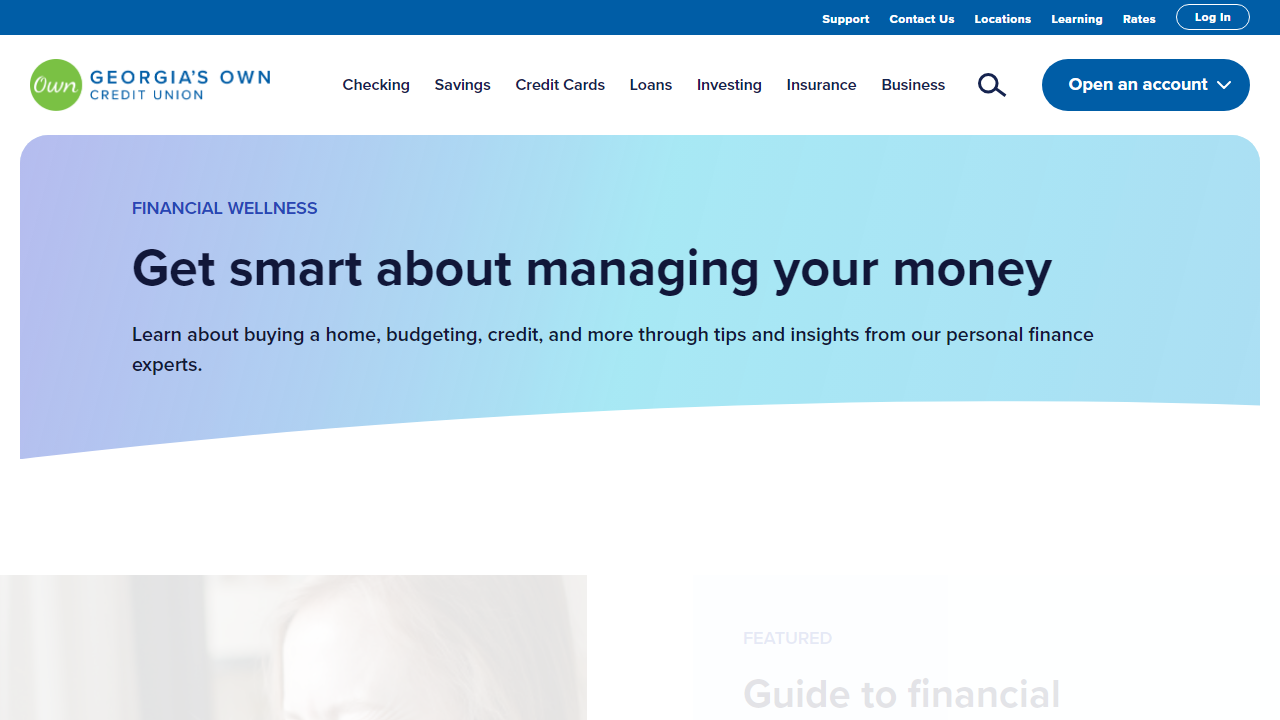 Support Contact Us Locations Learning Rates Log In
Own GEORGIA'S OWN
CREDIT UNION
Checking Savings Credit Cards Loans Investing Insurance Business Open an account
FINANCIAL WELLNESS
Get smart about managing your money
Learn about buying a home, budgeting, credit, and more through tips and insights from our personal finance
experts.
FEATURED
Guide to financial